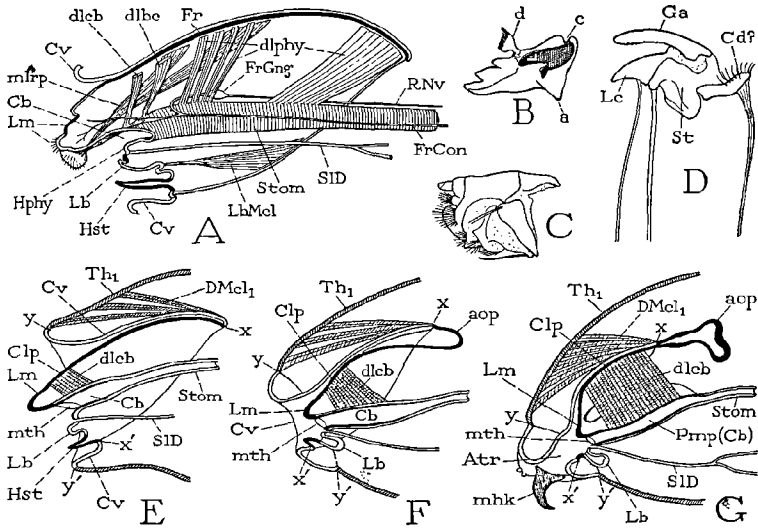 dlcb
dlbc
Fr
dlphy
Cv
mlrp
Cb
Lm
FrGng
RNv
FrCon
Hphy
Lb
Hst
Cv
Stom
SlD
LbMcl
A
d
c
a
B
C
Ga
Cdř
Lc
St
D
Th1
Cv
DMcl1
y
x
Clp
dlcb
Lm
Cb
Stom
mth
SlD
Lb
x'
Hst
y'
Cv
E
Th1
Clp
x
aop
y
dlcb
Lm
Cb
Cv
mth
Lb
x'
y'
F
Th1
Clp
DMcl1
x
aop
Lm
dlcb
Stom
y
mth
pmp(Cb)
Atr
SlD
mhk
x'
y'
Lb
G